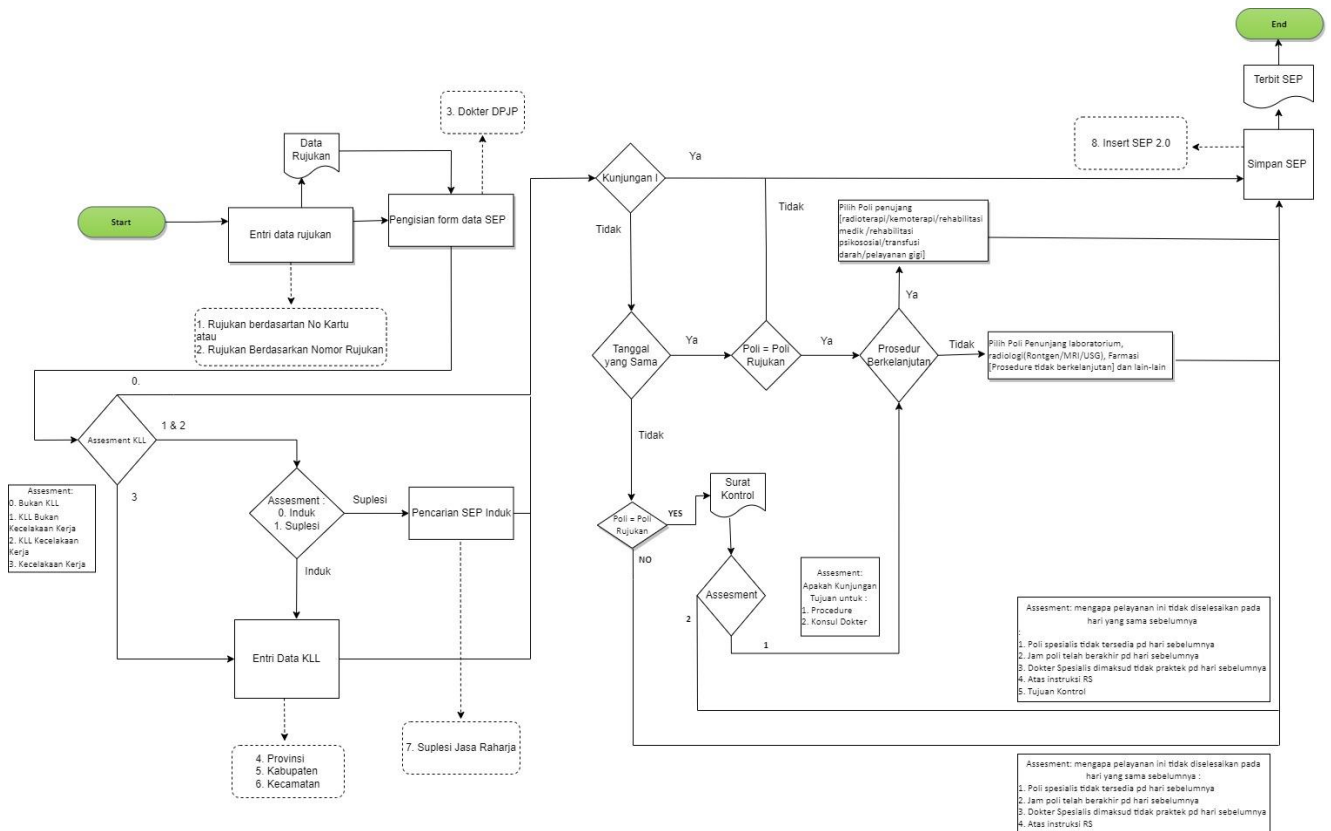 End
Terbit SEP
3. Dokter DPJP
Data
Rujukan
8. Insert SEP 2.0
Simpan SEP
Kunjungan I
Ya
Start
Entri data rujukan
Pengisian form data SEP
Tidak
Tidak
Pilih Poli penujang
[radioterapi/kemoterapi/rehabilitasi
medik /rehabilitasi
psikososial/transfusi
darah/pelayanan gigi]
Ya
1. Rujukan berdasartan No Kartu
atau
2. Rujukan Berdasarkan Nomor Rujukan
Tanggal
yang Sama
Ya
Poli = Poli
Rujukan
Ya
Prosedur
Berkelanjutan
Tidak
Pilih Poli Penunjang laboratorium,
radiologi(Rontgen/MRI/USG), Farmasi
[Prosedure tidak berkelanjutan] dan lain-lain
0.
Assesment KLL
1 & 2
3
Tidak
Assesment:
0. Bukan KLL
1. KLL Bukan
Kecelakaan Kerja
2. KLL Kecelakaan
Kerja
3. Kecelakaan Kerja
Assesment :
0. Induk
1. Suplesi
Suplesi
Pencarian SEP Induk
Induk
Poli = Poli
Rujukan
YES
NO
Surat
Kontrol
Assesment
2
1
Assesment:
Apakah Kunjungan
Tujuan untuk :
1. Procedure
2. Konsul Dokter
Assesment: mengapa pelayanan ini tidak diselesaikan pada
hari yang sama sebelumnya
:
1. Poli spesialis tidak tersedia pd hari sebelumnya
2. Jam poli telah berakhir pd hari sebelumnya
3. Dokter Spesialis dimaksud tidak praktek pd hari sebelumnya
4. Atas instruksi RS
5. Tujuan Kontrol
Entri Data KLL
4. Provinsi
5. Kabupaten
6. Kecamatan
7. Suplesi Jasa Raharja
Assesment: mengapa pelayanan ini tidak diselesaikan pada
hari yang sama sebelumnya :
1. Poli spesialis tidak tersedia pd hari sebelumnya
2. Jam poli telah berakhir pd hari sebelumnya
3. Dokter Spesialis dimaksud tidak praktek pd hari sebelumnya
4. Atas instruksi RS